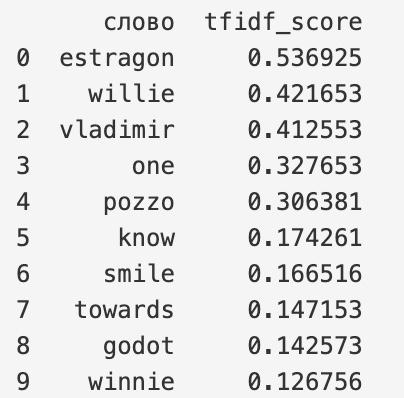 слово tfidf_score
0 estragon 0.536925
1 willie 0.421653
2 vladimir 0.412553
3 one 0.327653
4 pozzo 0.306381
5 know 0.174261
6 smile 0.166516
7 towards 0.147153
8 godot 0.142573
9 winnie 0.126756